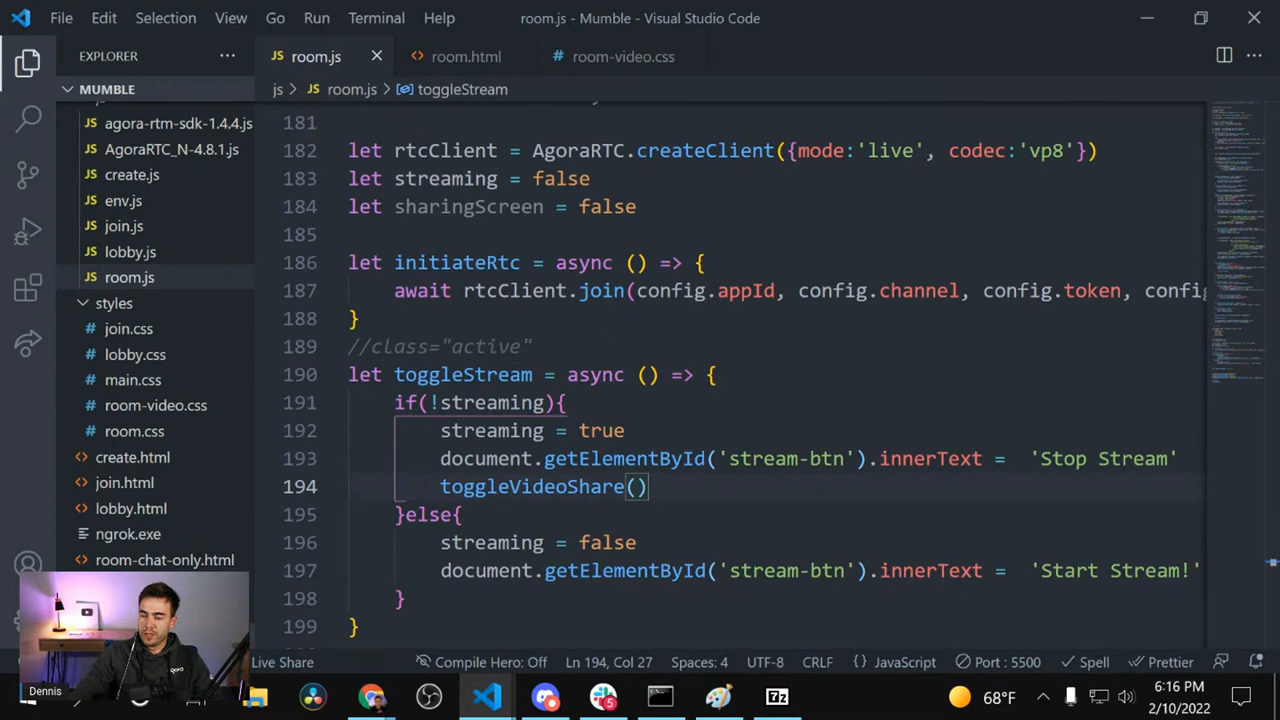 File Edit Selection View Go Run Terminal Help room.js - Mumble - Visual Studio Code
EXPLORER
JS room.js
<> room.html
# room-video.css
MUMBLE
js > JS room.js > toggleStream
JS agora-rtm-sdk-1.4.4.js
JS AgoraRTC_N-4.8.1.js
JS create.js
JS env.js
JS join.js
JS lobby.js
JS room.js
styles
# join.css
# lobby.css
# main.css
# room-video.css
# room.css
<> create.html
<> join.html
<> lobby.html
ngrok.exe
<> room-chat-only.html
181
182 let rtcClient = AgoraRTC.createClient({mode:'live', codec:'vp8'})
183 let streaming = false
184 let sharingScreen = false
185
186 let initiateRtc = async () => {
187 await rtcClient.join(config.appId, config.channel, config.token, config
188 }
189 //class="active"
190 let toggleStream = async () => {
191 if(!streaming){
192 streaming = true
193 document.getElementById('stream-btn').innerText = 'Stop Stream'
194 toggleVideoShare()
195 }else{
196 streaming = false
197 document.getElementById('stream-btn').innerText = 'Start Stream!'
198 }
199 }
agora
Dennis
Live Share Compile Hero: Off Ln 194, Col 27 Spaces: 4 UTF-8 CRLF {} JavaScript Port : 5500 Spell Prettier
5
7z
68°F
6:16 PM
2/10/2022